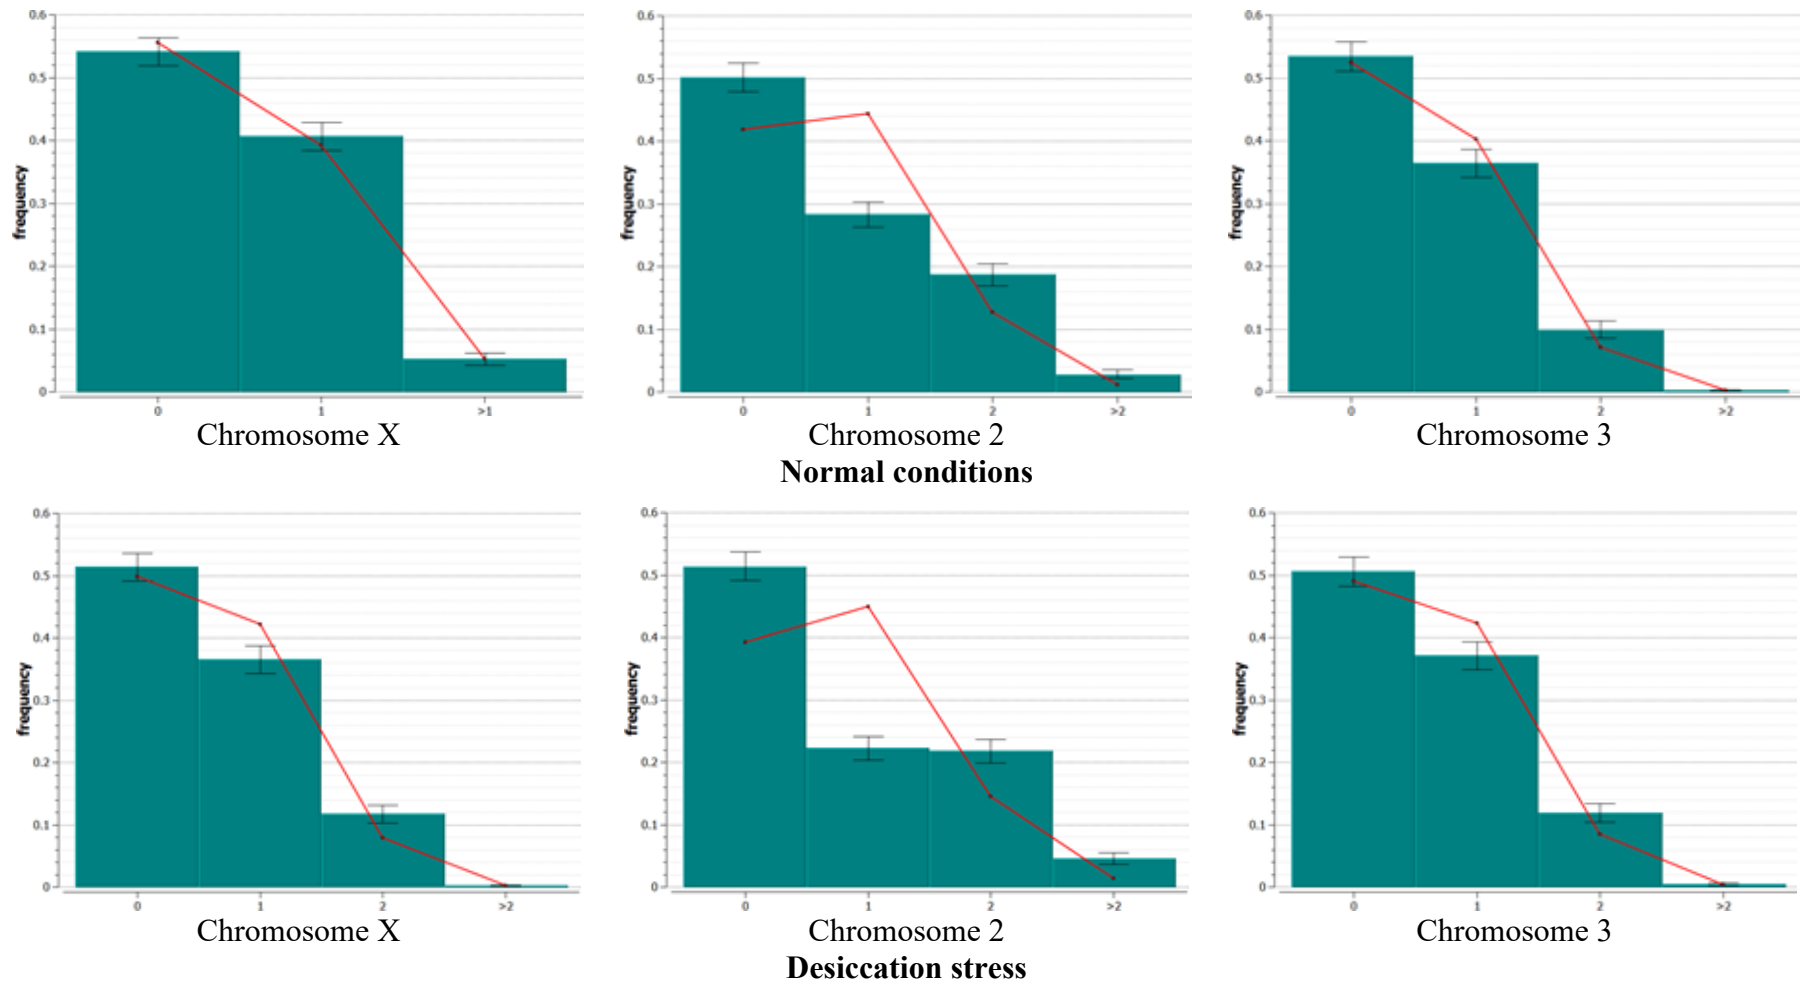 0.6 0.6 0.6
0.5 0.5 0.5
0.4 0.4 0.4
0.3 0.3 0.3
0.2 0.2 0.2
0.1 0.1 0.1
0 0 0
frequency frequency frequency
0 1 >1 0 1 2 >2 0 1 2 >2
Chromosome X Chromosome 2 Chromosome 3
Normal conditions
0.6 0.6 0.6
0.5 0.5 0.5
0.4 0.4 0.4
0.3 0.3 0.3
0.2 0.2 0.2
0.1 0.1 0.1
0 0 0
frequency frequency frequency
0 1 2 >2 0 1 2 >2 0 1 2 >2
Chromosome X Chromosome 2 Chromosome 3
Desiccation stress